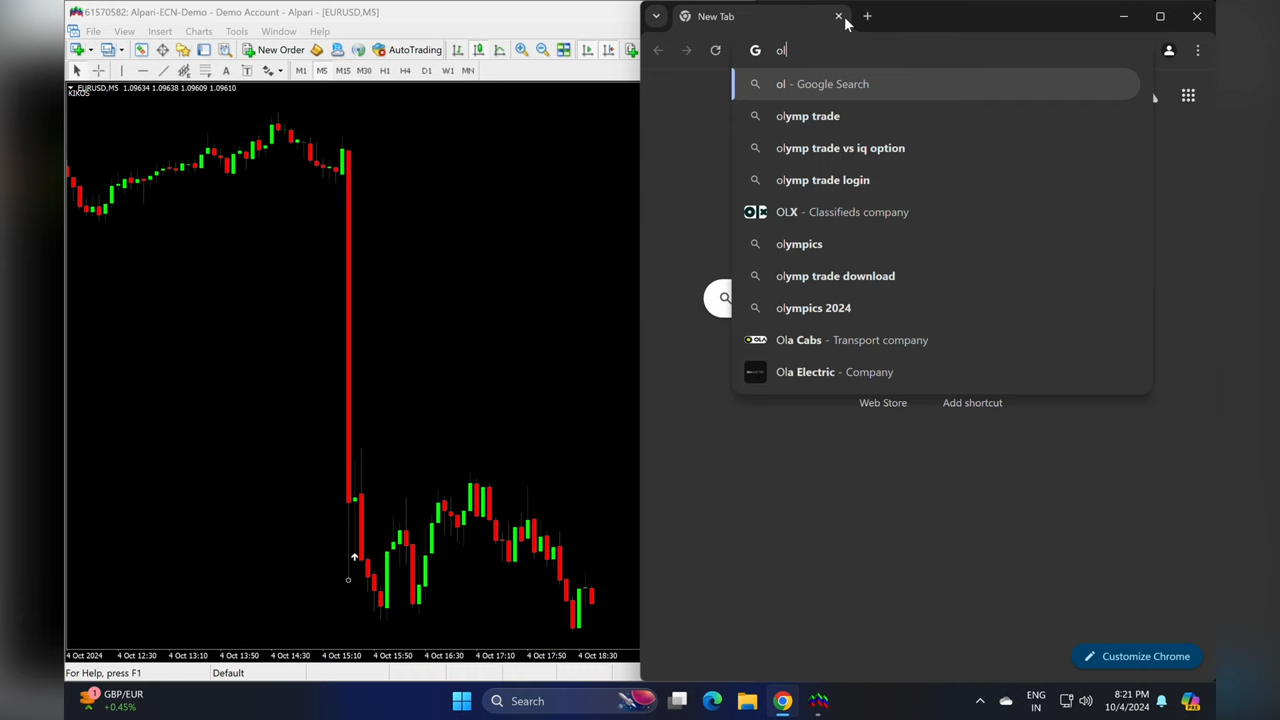 61570582: Alpari-ECN-Demo - Demo Account - Alpari - [EURUSD,M5]
File View Insert Charts Tools Window Help
New Order AutoTrading
A T M1 M5 M15 M30 H1 H4 D1 W1 MN
EURUSD,M5 1.09634 1.09638 1.09609 1.09610
KIKOS
4 Oct 2024 4 Oct 12:30 4 Oct 13:10 4 Oct 13:50 4 Oct 14:30 4 Oct 15:10 4 Oct 15:50 4 Oct 16:30 4 Oct 17:10 4 Oct 17:50 4 Oct 18:30
For Help, press F1 Default
New Tab
ol
ol - Google Search
olymp trade
olymp trade vs iq option
olymp trade login
OLX - Classifieds company
olympics
olymp trade download
olympics 2024
OLA Ola Cabs - Transport company
Ola Electric - Company
Web Store Add shortcut
Customize Chrome
1 GBP/EUR
+0.45%
Search
ENG
IN
8:21 PM
10/4/2024
PRE